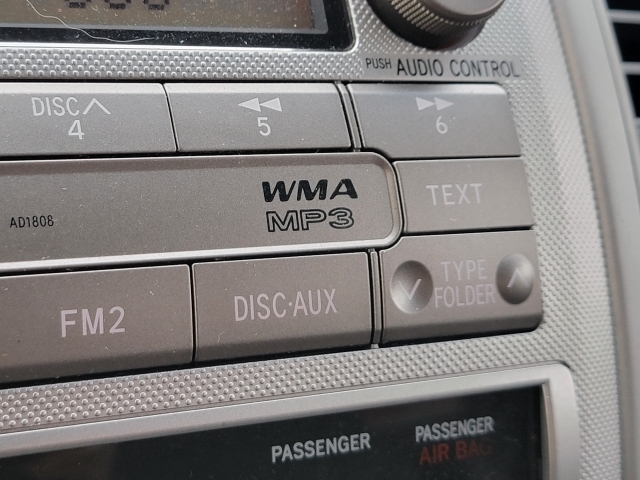 PUSH AUDIO CONTROL
DISC
4
5
6
WMA
MP3
TEXT
AD1808
TYPE
FOLDER
FM2
DISC·AUX
PASSENGER
PASSENGER
AIR BAG